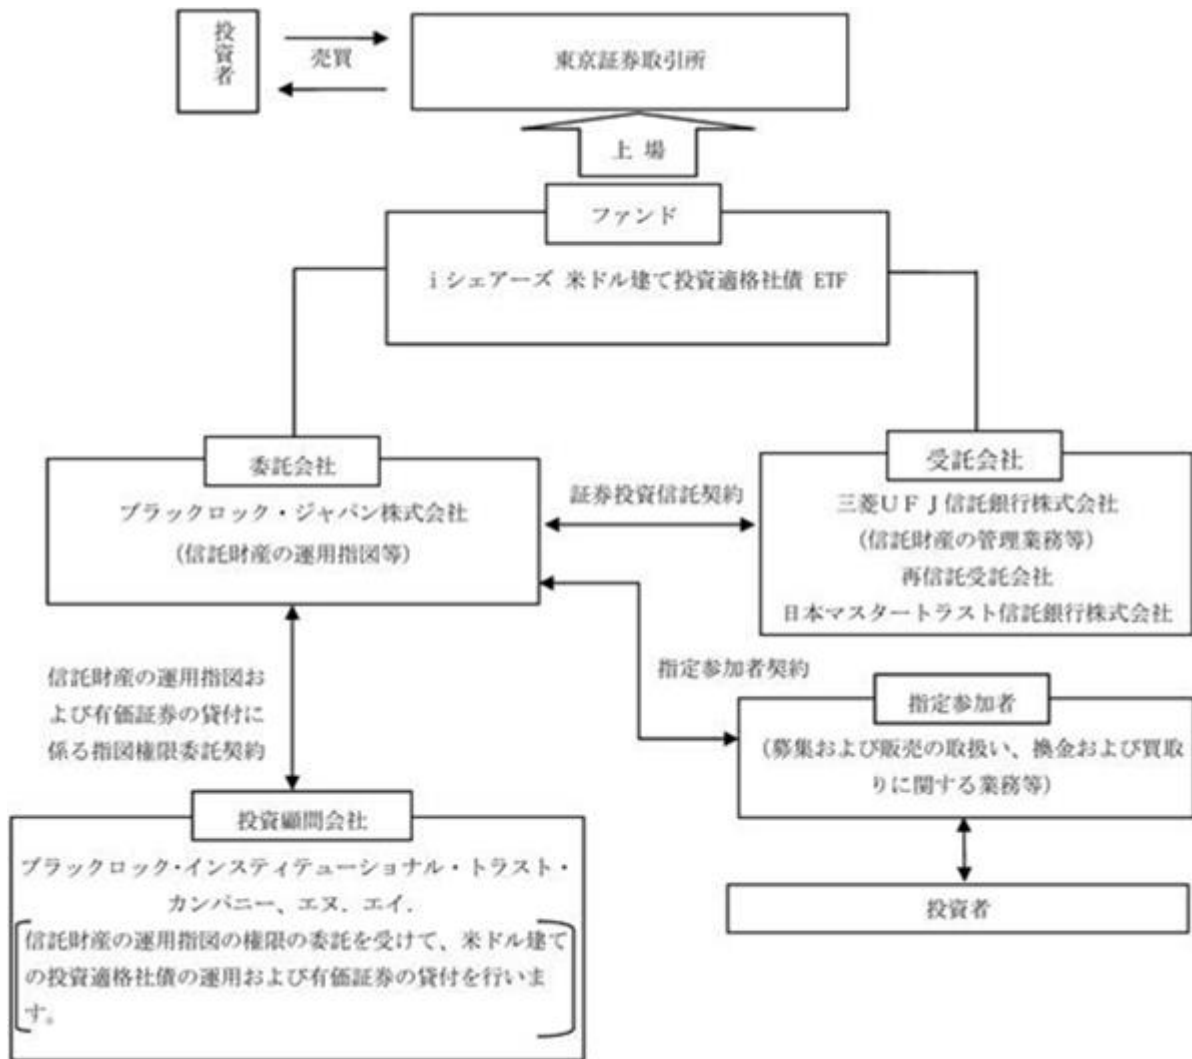 投資者
売買
東京証券取引所
上 場
ファンド
iシェアーズ 米ドル建て投資適格社債 ETF
委託会社
ブラックロック・ジャパン株式会社
(信託財産の運用指図等)
証券投資信託契約
受託会社
三菱UFJ信託銀行株式会社
(信託財産の管理業務等)
再信託受託会社
日本マスタートラスト信託銀行株式会社
信託財産の運用指図お
よび有価証券の貸付に
係る指図権限委託契約
指定参加者契約
指定参加者
(募集および販売の取扱い、換金および買取
りに関する業務等)
投資者
投資顧問会社
ブラックロック・インスティテューショナル・トラスト・
カンパニー、エヌ．エイ．
信託財産の運用指図の権限の委託を受けて、米ドル建て
の投資適格社債の運用および有価証券の貸付を行いま
す。